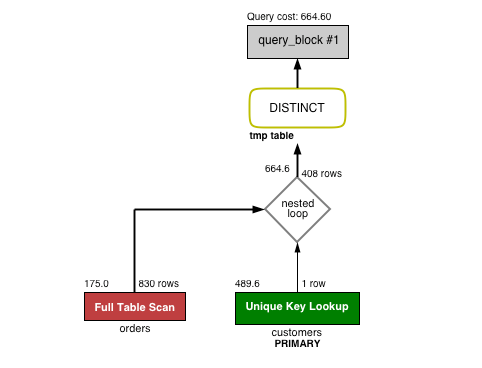 Query cost: 664.60
query_block #1
DISTINCT
tmp table
664.6 408 rows
nested
loop
175.0 830 rows 489.6 1 row
Full Table Scan Unique Key Lookup
orders customers
PRIMARY